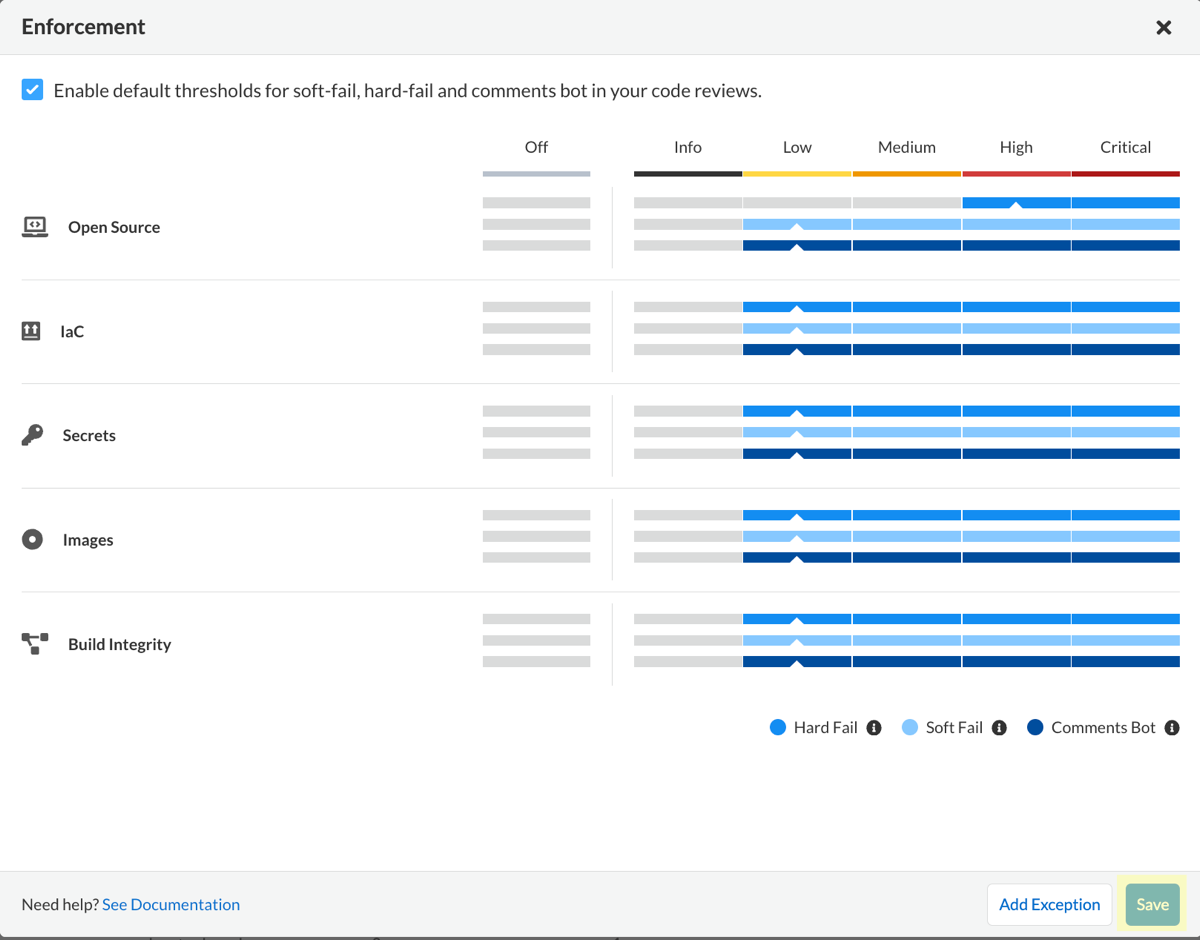 Enforcement
Enable default thresholds for soft-fail, hard-fail and comments bot in your code reviews.
Off Info Low Medium High Critical
Open Source
IaC
Secrets
Images
Build Integrity
Hard Fail Soft Fail Comments Bot
Need help? See Documentation Add Exception Save